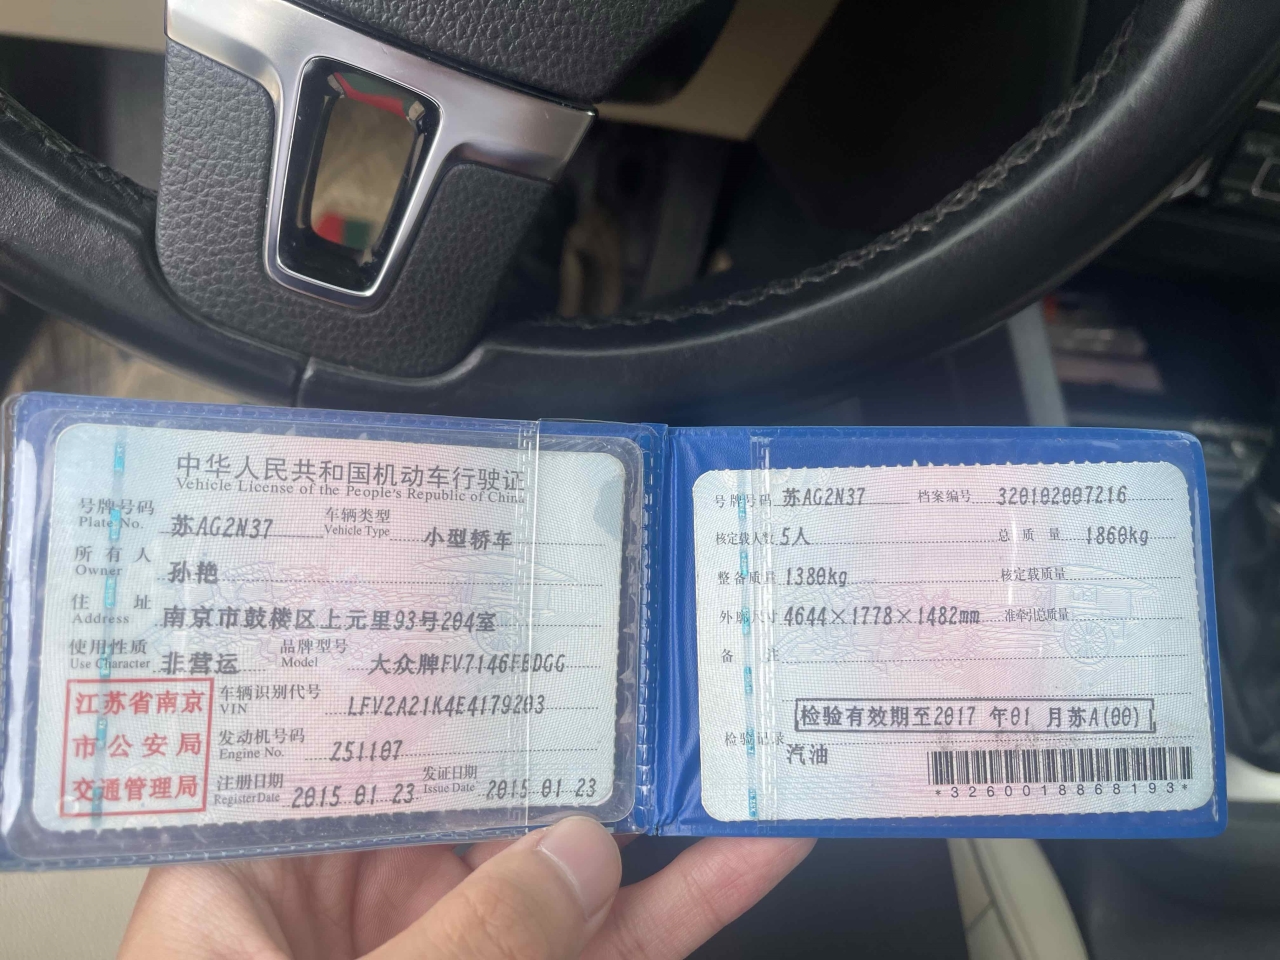 中华人民共和国机动车行驶证
Vehicle License of the People's Republic of China
号牌号码 苏AG2N37 车辆类型 小型轿车
Plate No. Vehicle Type
所有人 孙艳
Owner
住址 南京市鼓楼区上元里93号204室
Address
使用性质 非营运 品牌型号 大众牌FV7146FBDGG
Use Character Model
江苏省南京
市公安局
交通管理局
车辆识别代号 LFV2A21K4E4179203
VIN
发动机号码 Z51107
Engine No.
注册日期 2015 01 23 发证日期 2015 01 23
Register Date Issue Date
号牌号码 苏AG2N37 档案编号 320102007216
核定载人数 5人 总质量 1860kg
整备质量 1380kg 核定载质量
外廓尺寸 4644×1778×1482mm 准牵引总质量
备注
检验有效期至2017 年01 月苏A(00)
检验记录
汽油
*3260018868193*